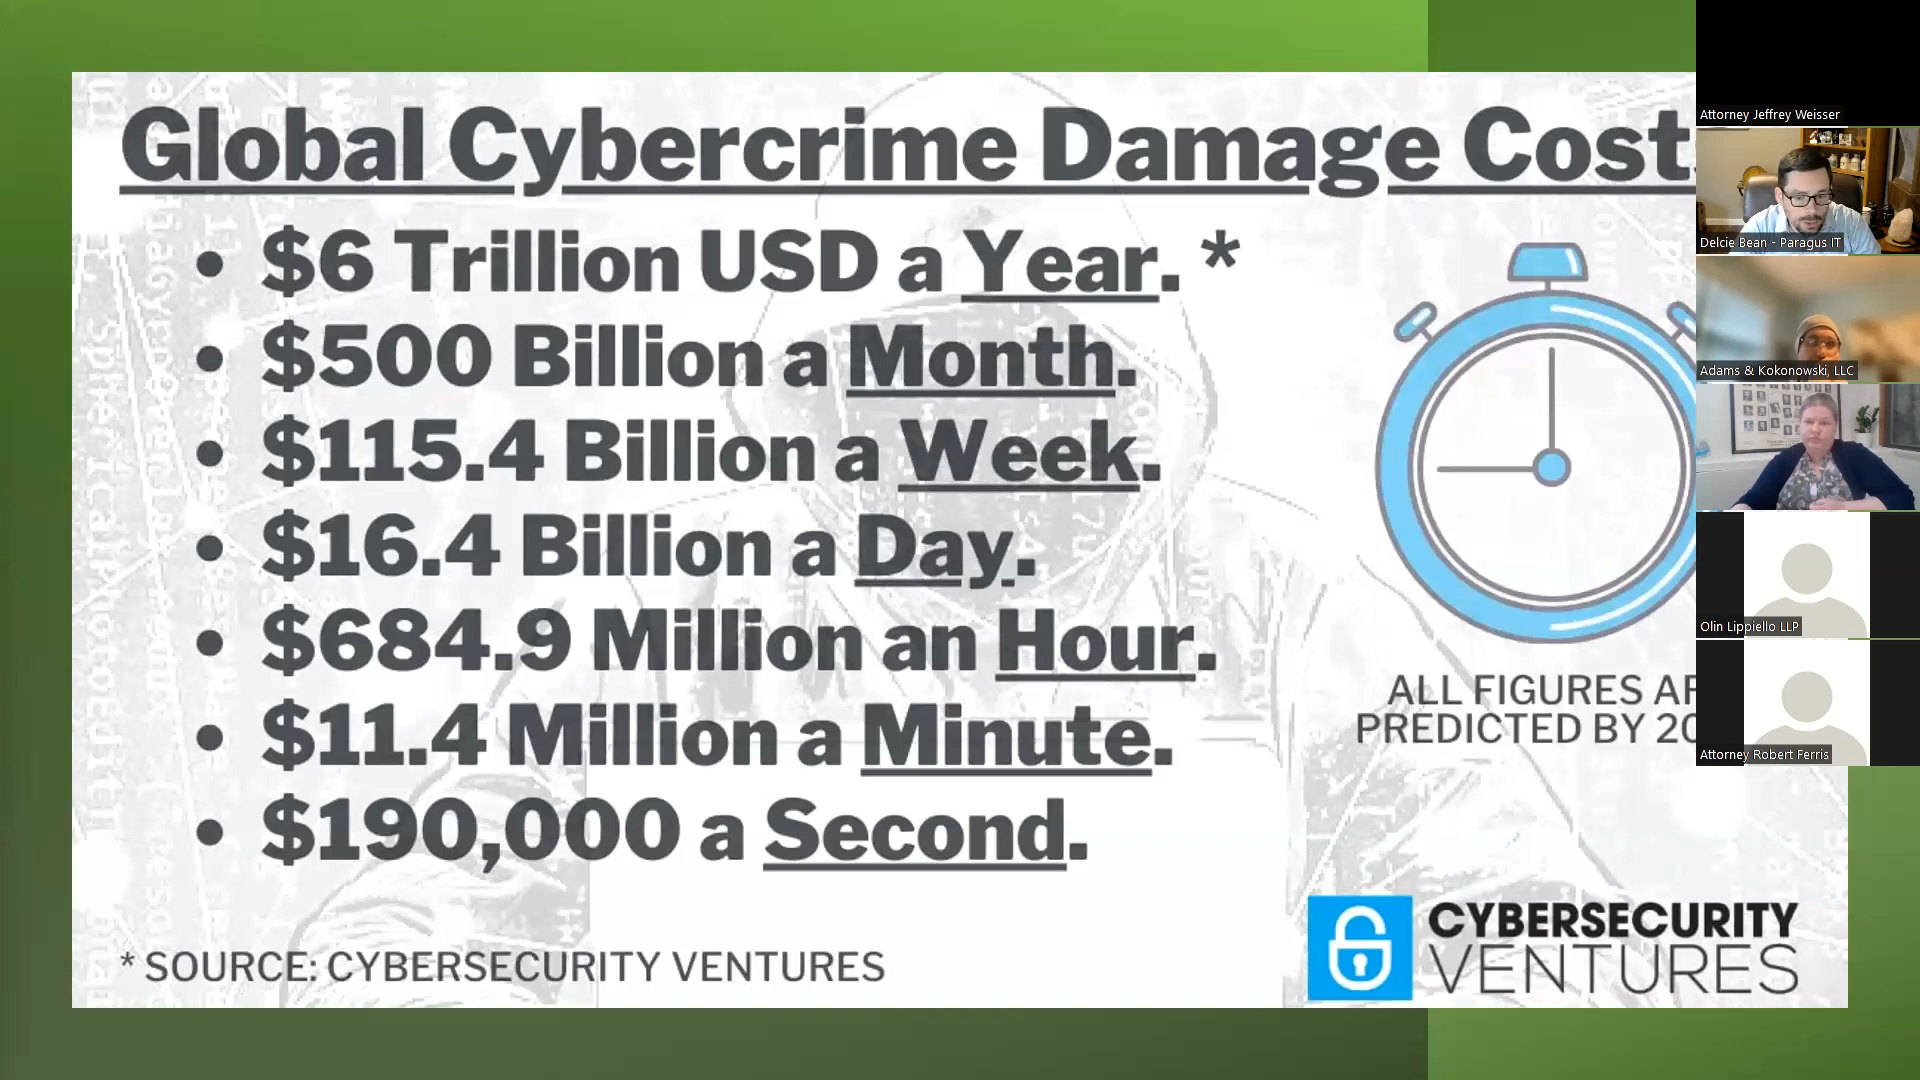 Global Cybercrime Damage Cost
• $6 Trillion USD a Year. *
• $500 Billion a Month.
• $115.4 Billion a Week.
• $16.4 Billion a Day.
• $684.9 Million an Hour.
• $11.4 Million a Minute.
• $190,000 a Second.
ALL FIGURES
PREDICTED BY
* SOURCE: CYBERSECURITY VENTURES
CYBERSECURITY
VENTURES
Attorney Jeffrey Weisser
Delcie Bean - Paragus IT
Adams & Kokonowski, LLC
Olin Lippiello LLP
Attorney Robert Ferris